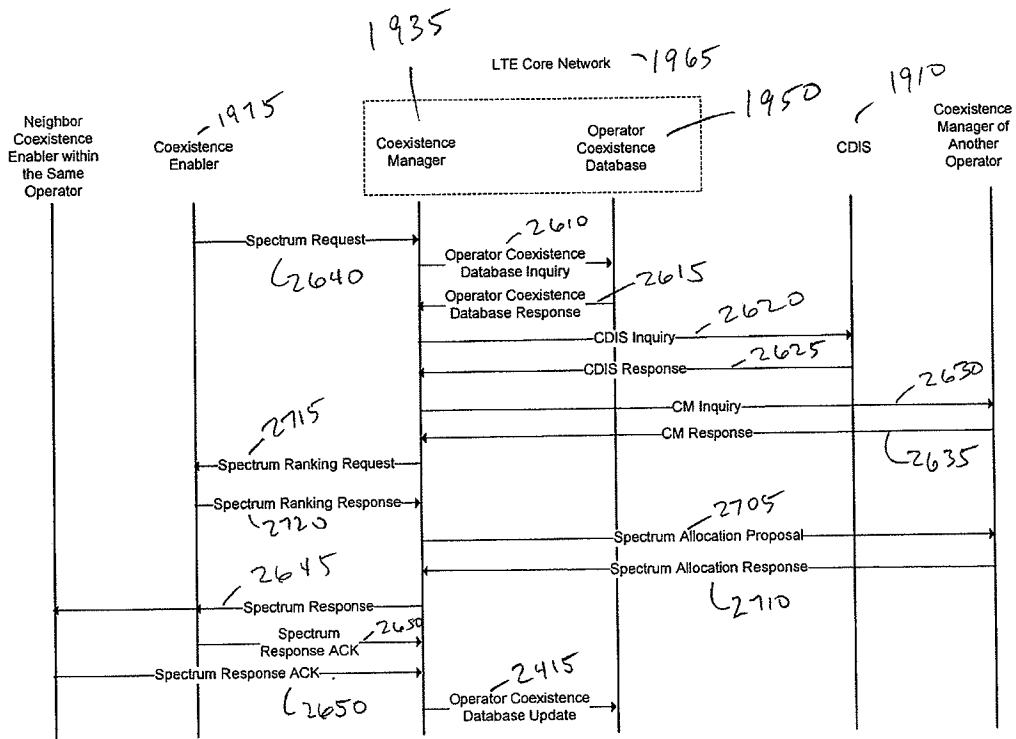 1935
LTE Core Network
1965
1975
1950
1910
Neighbor
Coexistence
Enabler within
the Same
Operator
Coexistence
Enabler
Coexistence
Manager
Operator
Coexistence
Database
CDIS
Coexistence
Manager of
Another
Operator
Spectrum Request
2640
2610
Operator Coexistence
Database Inquiry
2615
Operator Coexistence
Database Response
2620
CDIS Inquiry
2625
CDIS Response
2630
CM Inquiry
CM Response
2635
2715
Spectrum Ranking Request
Spectrum Ranking Response
2720
2705
Spectrum Allocation Proposal
Spectrum Allocation Response
2710
2645
Spectrum Response
Spectrum
Response ACK
2650
Spectrum Response ACK
2650
2415
Operator Coexistence
Database Update